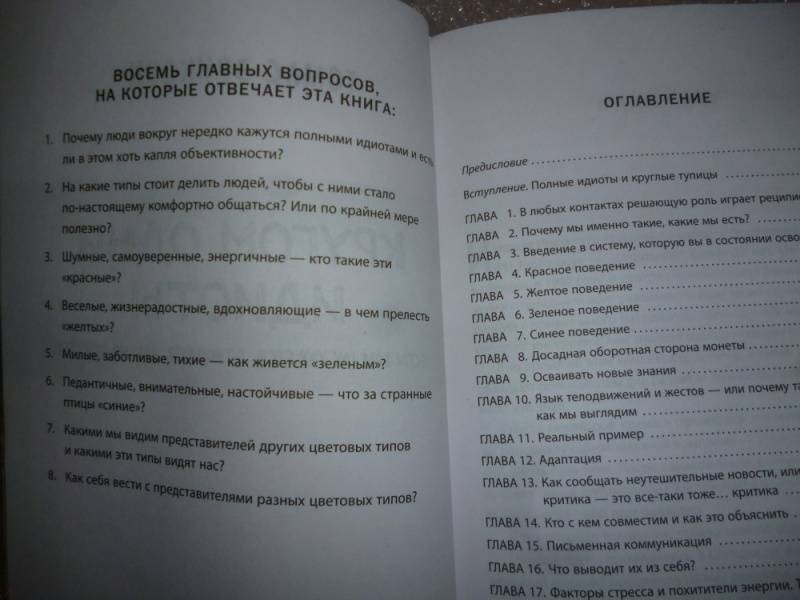 ВОСЕМЬ ГЛАВНЫХ ВОПРОСОВ,
НА КОТОРЫЕ ОТВЕЧАЕТ ЭТА КНИГА:
1. Почему люди вокруг нередко кажутся полными идиотами и есть
ли в этом хоть капля объективности?
2. На какие типы стоит делить людей, чтобы с ними стало
по-настоящему комфортно общаться? Или по крайней мере
полезно?
3. Шумные, самоуверенные, энергичные — кто такие эти
«красные»?
4. Веселые, жизнерадостные, вдохновляющие — в чем прелесть
«желтых»?
5. Милые, заботливые, тихие — как живется «зеленым»?
6. Педантичные, внимательные, настойчивые — что за странные
птицы «синие»?
7. Какими мы видим представителей других цветовых типов
и какими эти типы видят нас?
8. Как себя вести с представителями разных цветовых типов?
ОГЛАВЛЕНИЕ
Предисловие
Вступление. Полные идиоты и круглые тупицы
ГЛАВА 1. В любых контактах решающую роль играет
ГЛАВА 2. Почему мы именно такие, какие мы есть?
ГЛАВА 3. Введение в систему, которую вы в состоянии
ГЛАВА 4. Красное поведение
ГЛАВА 5. Желтое поведение
ГЛАВА 6. Зеленое поведение
ГЛАВА 7. Синее поведение
ГЛАВА 8. Досадная оборотная сторона монеты
ГЛАВА 9. Осваивать новые знания
ГЛАВА 10. Язык телодвижений и жестов — или почему
как мы выглядим
ГЛАВА 11. Реальный пример
ГЛАВА 12. Адаптация
ГЛАВА 13. Как сообщать неутешительные новости, или
критика — это все-таки тоже… критика
ГЛАВА 14. Кто с кем совместим и как это объяснить
ГЛАВА 15. Письменная коммуникация
ГЛАВА 16. Что выводит их из себя?
ГЛАВА 17. Факторы стресса и похитители энергии.